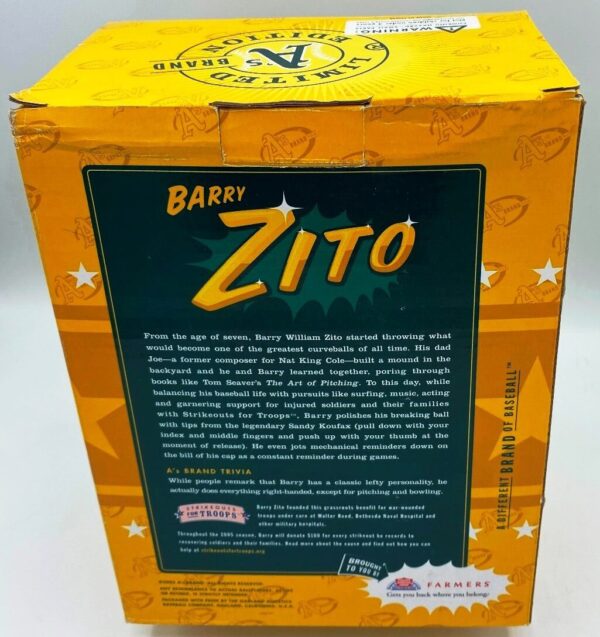 WARNING:
LIMITED
EDITION
A's
BRAND
BARRY
ZITO
From the age of seven, Barry William Zito started throwing what
would become one of the greatest curveballs of all time. His dad
Joe—a former composer for Nat King Cole—built a mound in the
backyard and he and Barry learned together, poring through
books like Tom Seaver's The Art of Pitching. To this day, while
balancing his baseball life with pursuits like surfing, music, acting
and garnering support for injured soldiers and their families
with Strikeouts for Troops™, Barry polishes his breaking ball
with tips from the legendary Sandy Koufax (pull down with your
index and middle fingers and push up with your thumb at the
moment of release). He even jots mechanical reminders down on
the bill of his cap as a constant reminder during games.
A's BRAND TRIVIA
While people remark that Barry has a classic lefty personality, he
actually does everything right-handed, except for pitching and bowling.
STRIKEOUTS
FOR TROOPS
Barry Zito founded this grassroots benefit for war-wounded
troops under care at Walter Reed, Bethesda Naval Hospital and
other military hospitals.
Throughout the 2005 season, Barry will donate $100 for every strikeout he records to
recovering soldiers and their families. Read more about the cause and find out how you can
help at strikeoutsfortroops.org
BROUGHT
TO YOU BY
FARMERS
Gets you back where you belong.
A DIFFERENT BRAND OF BASEBALL™